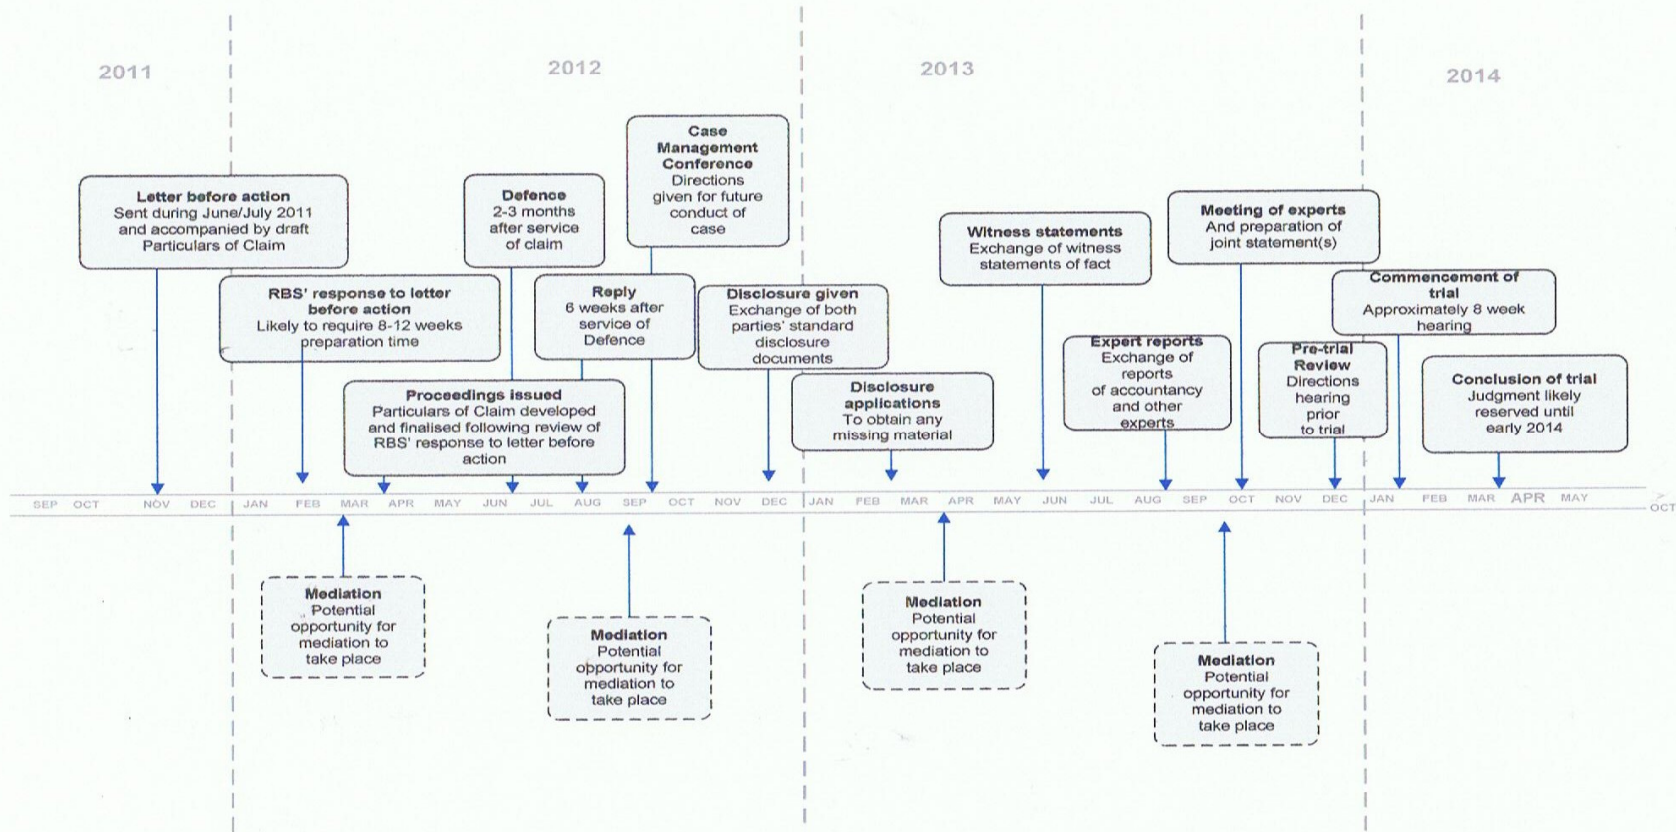 2011
2012
2013
2014
Case
Management
Conference
Directions
given for future
conduct of
case
Letter before action
Sent during June/July 2011
and accompanied by draft
Particulars of Claim
Defence
2-3 months
after service
of claim
Witness statements
Exchange of witness
statements of fact
Meeting of experts
And preparation of
joint statement(s)
RBS' response to letter
before action
Likely to require 8-12 weeks
preparation time
Reply
6 weeks after
service of
Defence
Disclosure given
Exchange of both
parties' standard
disclosure
documents
Commencement of
trial
Approximately 8 week
hearing
Proceedings issued
Particulars of Claim developed
and finalised following review of
RBS' response to letter before
action
Disclosure
applications
To obtain any
missing material
Expert reports
Exchange of
reports
of accountancy
and other
experts
Pre-trial
Review
Directions
hearing
prior
to trial
Conclusion of trial
Judgment likely
reserved until
early 2014
SEP OCT NOV DEC JAN FEB MAR APR MAY JUN JUL AUG SEP OCT NOV DEC JAN FEB MAR APR MAY JUN JUL AUG SEP OCT NOV DEC JAN FEB MAR APR MAY
OCT
Mediation
Potential
opportunity for
mediation to
take place
Mediation
Potential
opportunity for
mediation to
take place
Mediation
Potential
opportunity for
mediation to
take place
Mediation
Potential
opportunity for
mediation to
take place